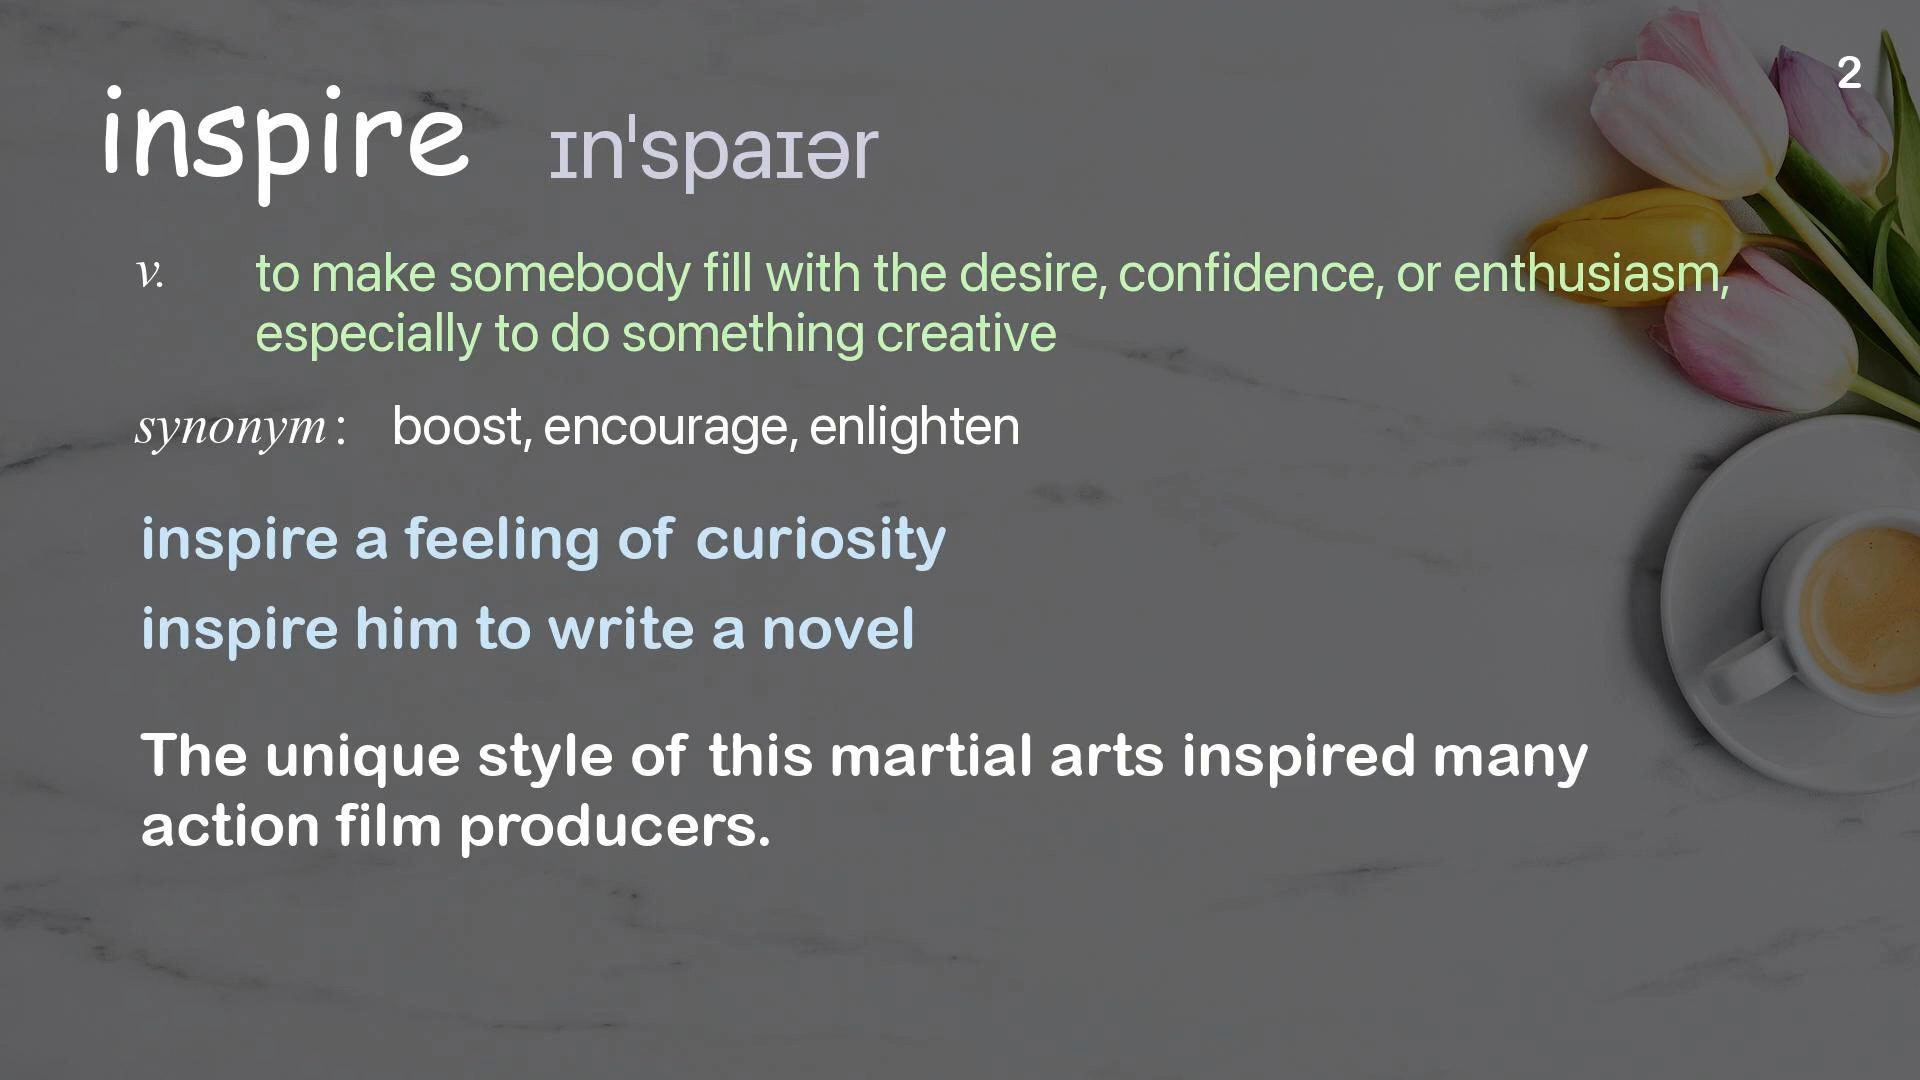 2
inspire ɪnˈspaɪər
v. to make somebody fill with the desire, confidence, or enthusiasm,
especially to do something creative
synonym : boost, encourage, enlighten
inspire a feeling of curiosity
inspire him to write a novel
The unique style of this martial arts inspired many
action film producers.